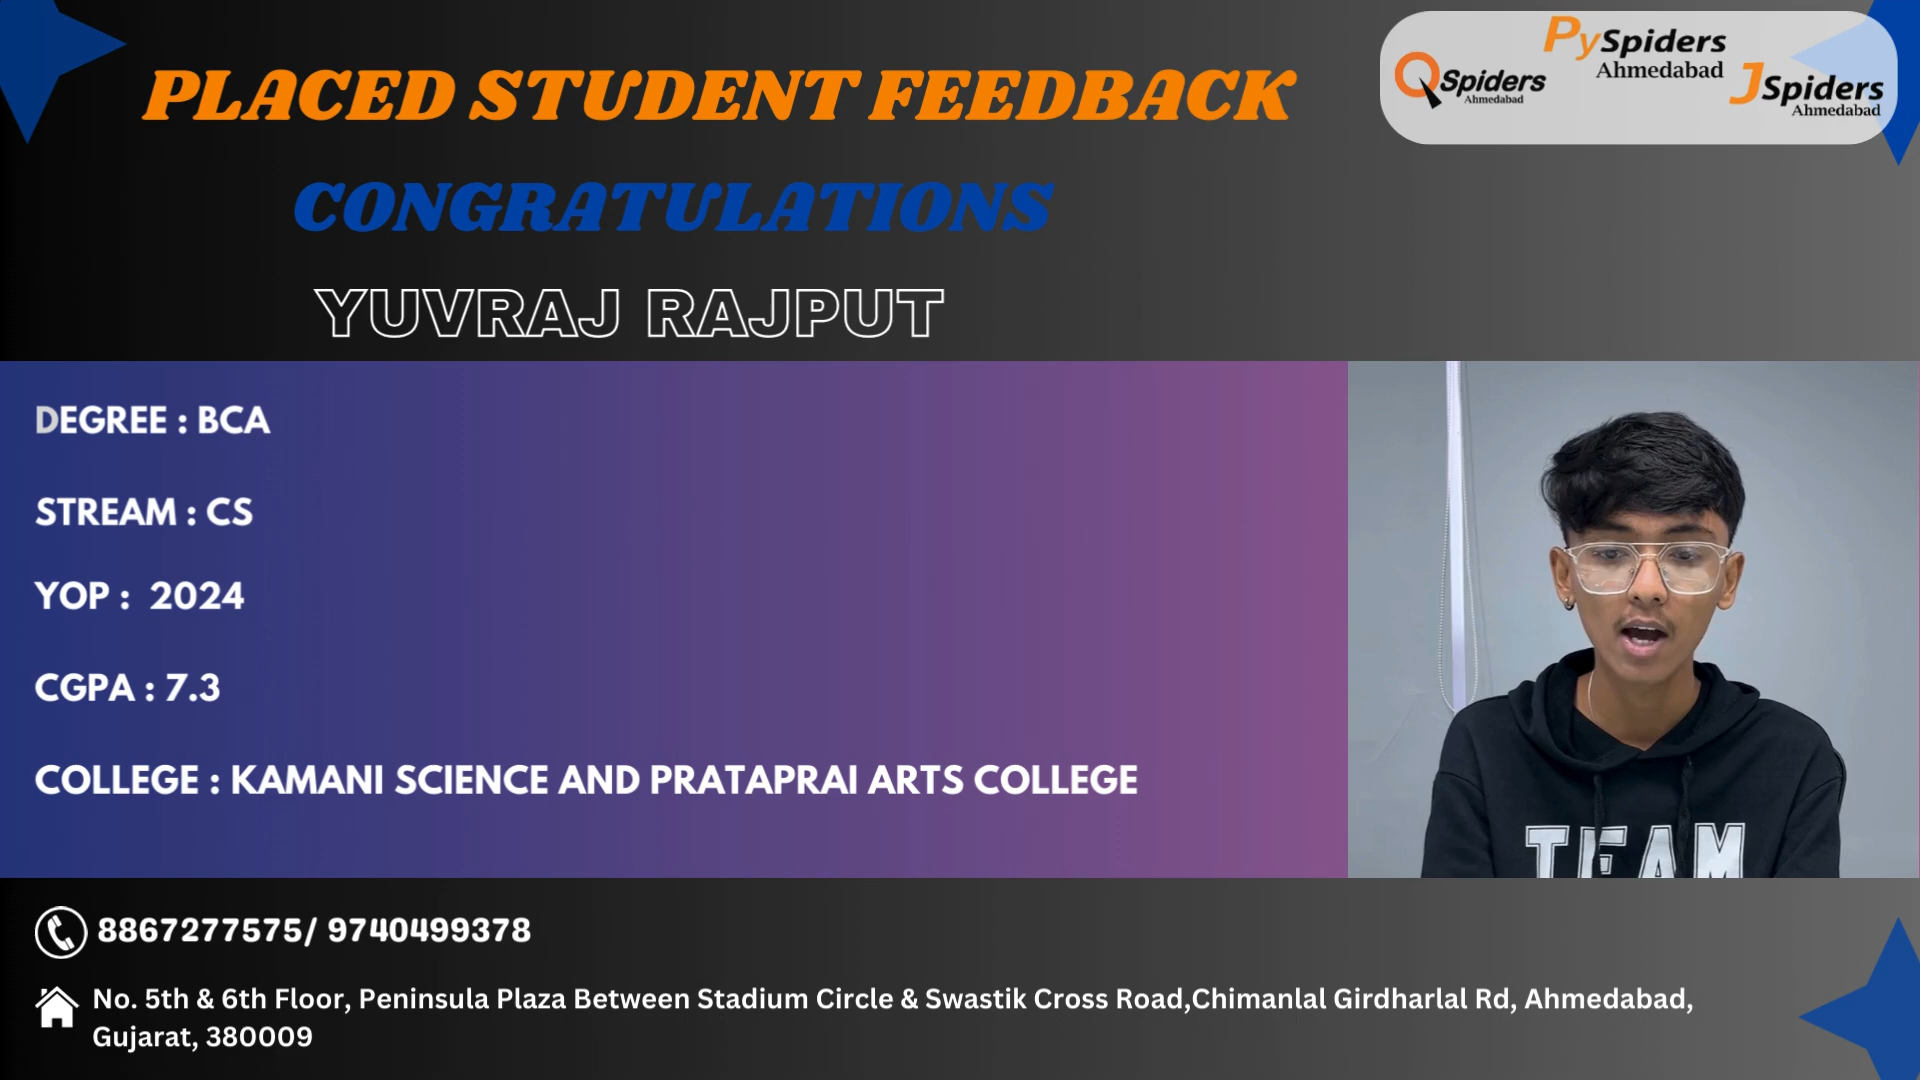 PLACED STUDENT FEEDBACK
QSpiders
Ahmedabad
PySpiders
Ahmedabad
JSpiders
Ahmedabad
CONGRATULATIONS
YUVRAJ RAJPUT
DEGREE : BCA
STREAM : CS
YOP : 2024
CGPA : 7.3
COLLEGE : KAMANI SCIENCE AND PRATAPRAI ARTS COLLEGE
TEAM
8867277575/ 9740499378
No. 5th & 6th Floor, Peninsula Plaza Between Stadium Circle & Swastik Cross Road,Chimanlal Girdharlal Rd, Ahmedabad,
Gujarat, 380009